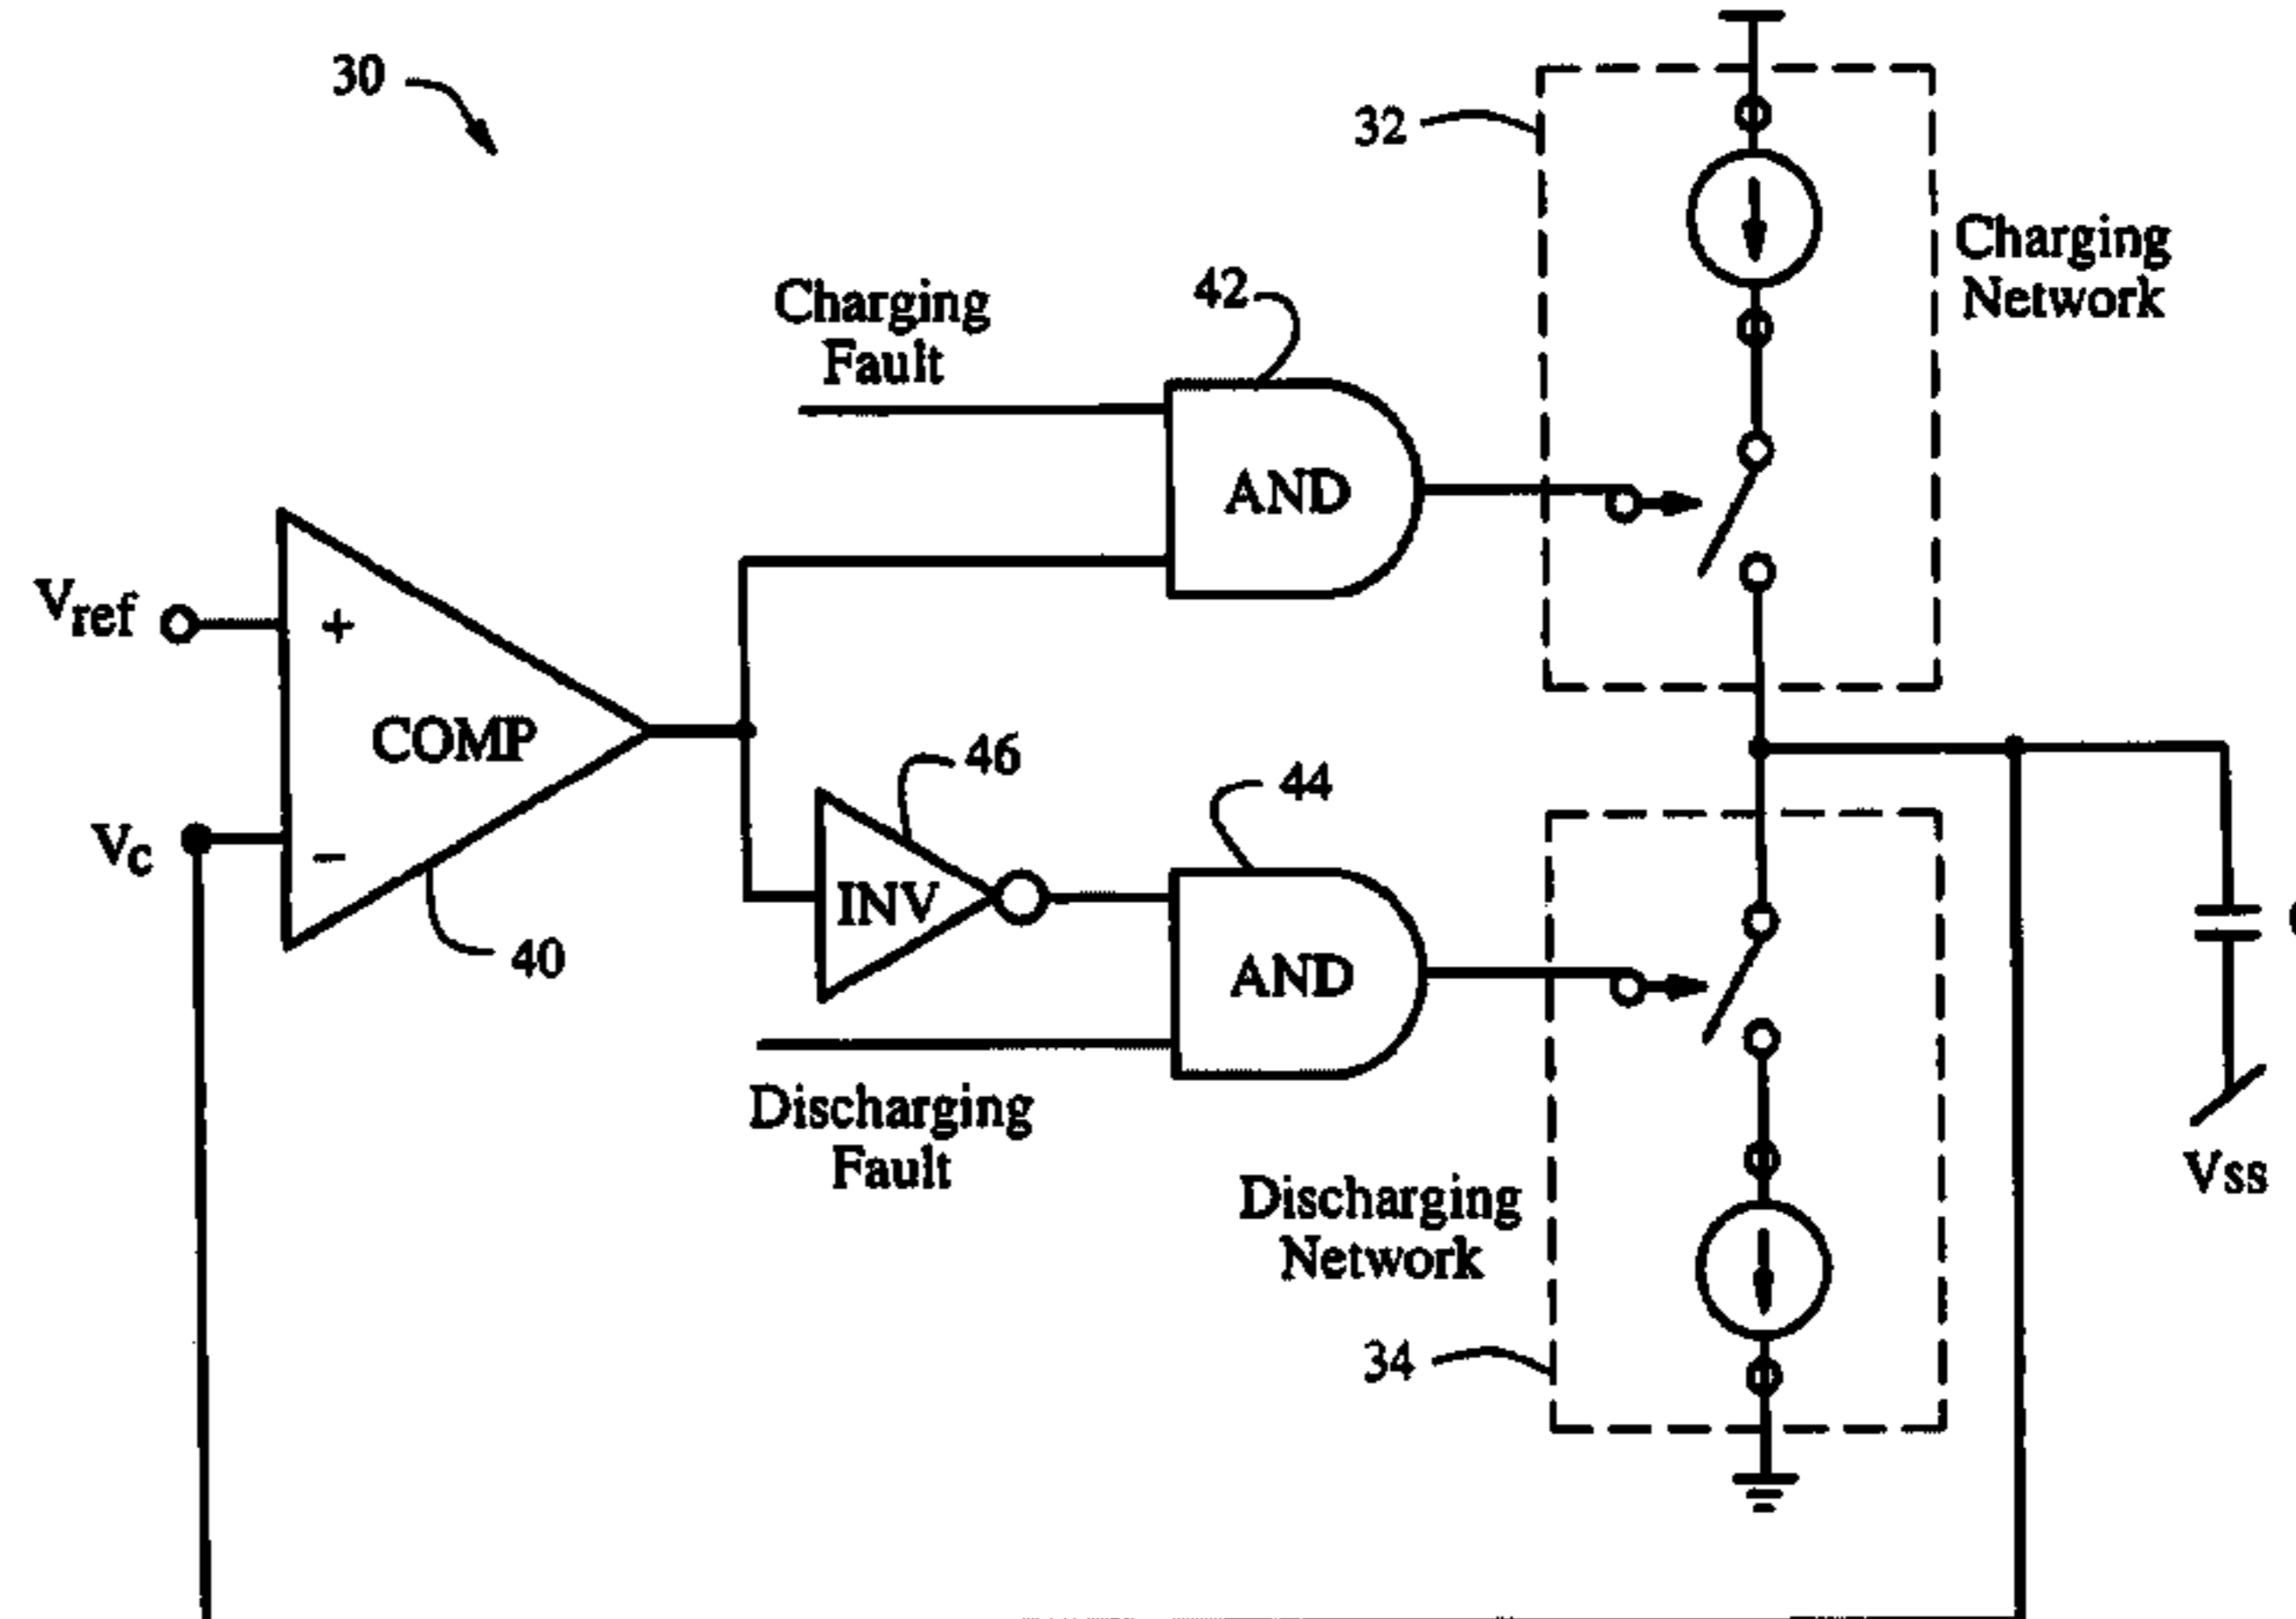 30
32
Charging
Network
42
Charging
Fault
AND
Vref
+
COMP
Vc
−
40
46
INV
44
AND
Discharging
Fault
Discharging
Network
34
Vss